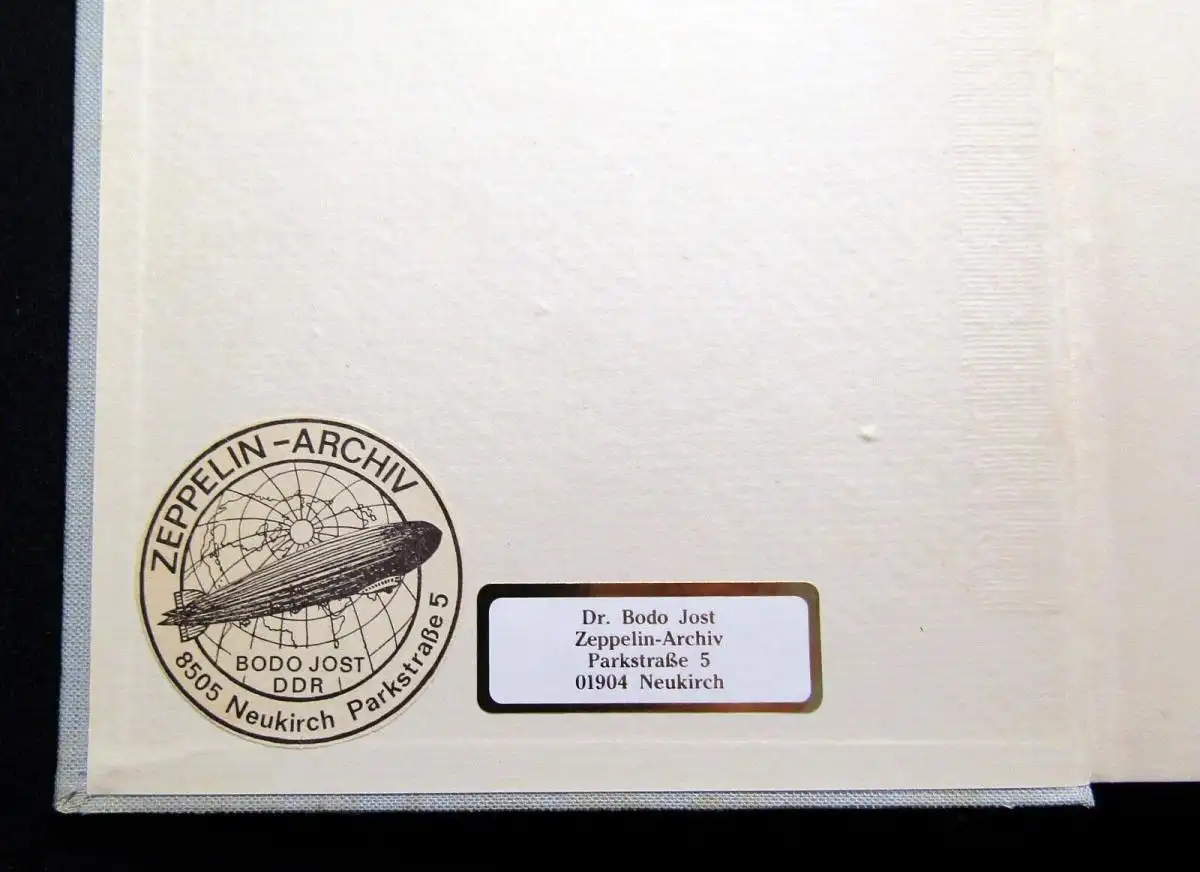 ZEPPELIN-ARCHIV
BODO JOST
DDR
8505 Neukirch Parkstraße 5
Dr. Bodo Jost
Zeppelin-Archiv
Parkstraße 5
01904 Neukirch